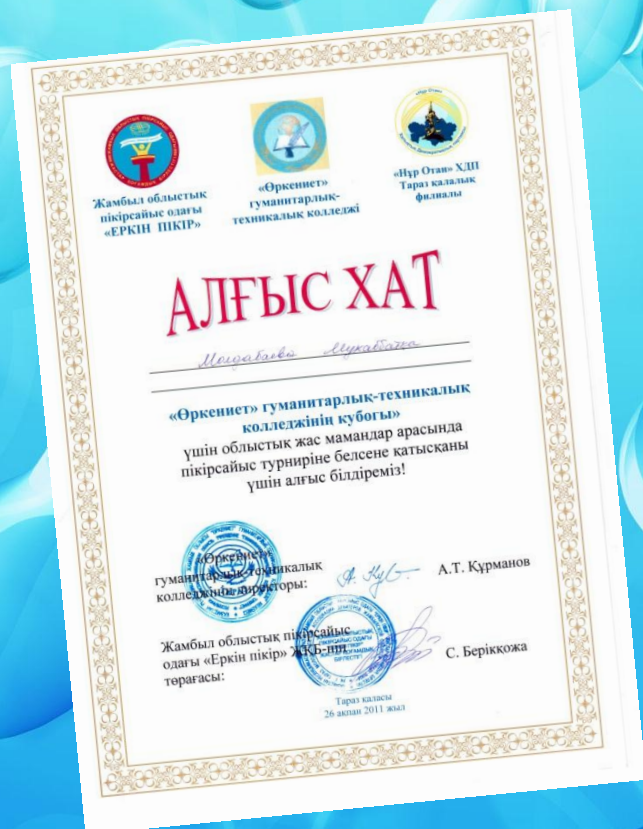 Жамбыл облыстық
пікірсайыс одағы
«ЕРКІН ПІКІР»
«Өркениет»
гуманитарлық-
техникалық колледжі
«Нұр Отан» ХДП
Тараз қалалық
филиалы
АЛҒЫС ХАТ
Молдабаева Мухаббатқа
«Өркениет» гуманитарлық-техникалық
колледжінің кубогы»
үшін облыстық жас мамандар арасында
пікірсайыс турниріне белсене қатысқаны
үшін алғыс білдіреміз!
«Өркениет»
гуманитарлық-техникалық
колледжінің директоры:
А.Т. Құрманов
Жамбыл облыстық пікірсайыс
одағы «Еркін пікір» ЖҚБ-нің
төрағасы:
С. Берікқожа
Тараз қаласы
26 ақпан 2011 жыл